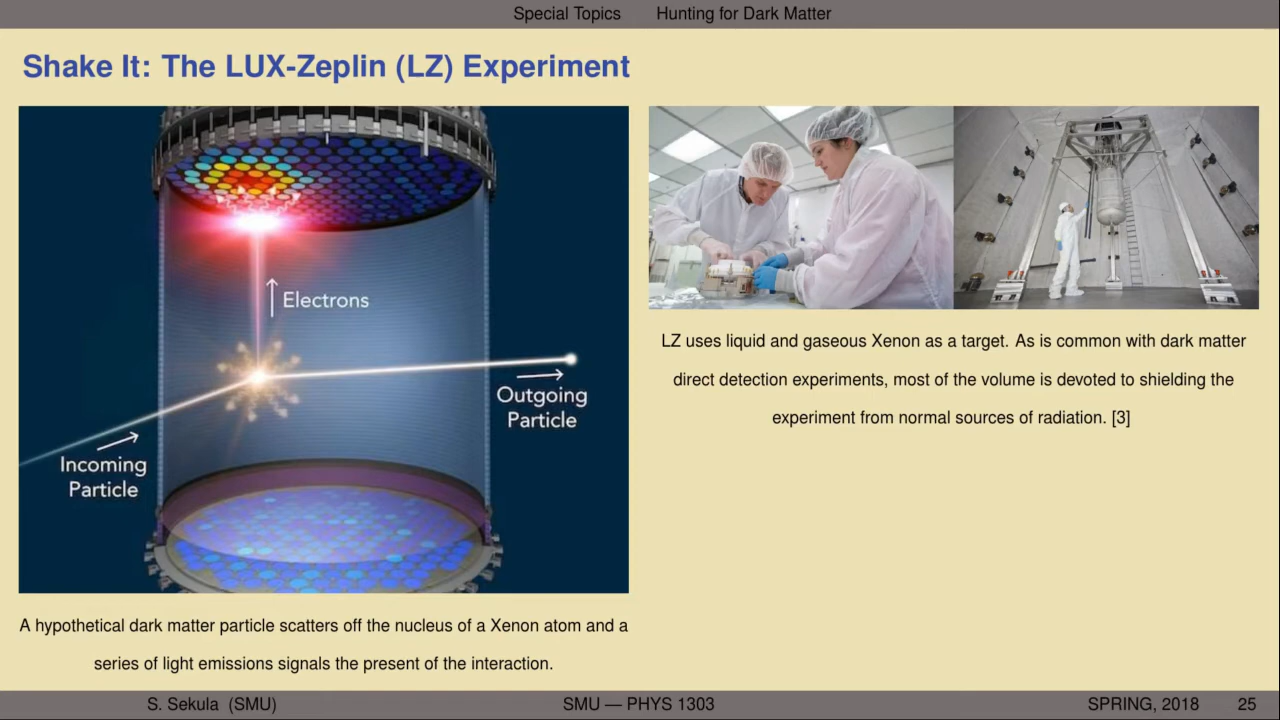 Special Topics Hunting for Dark Matter
Shake It: The LUX-Zeplin (LZ) Experiment
Electrons
Outgoing
Particle
Incoming
Particle
A hypothetical dark matter particle scatters off the nucleus of a Xenon atom and a
series of light emissions signals the present of the interaction.
LZ uses liquid and gaseous Xenon as a target. As is common with dark matter
direct detection experiments, most of the volume is devoted to shielding the
experiment from normal sources of radiation. [3]
S. Sekula (SMU) SMU — PHYS 1303 SPRING, 2018 25